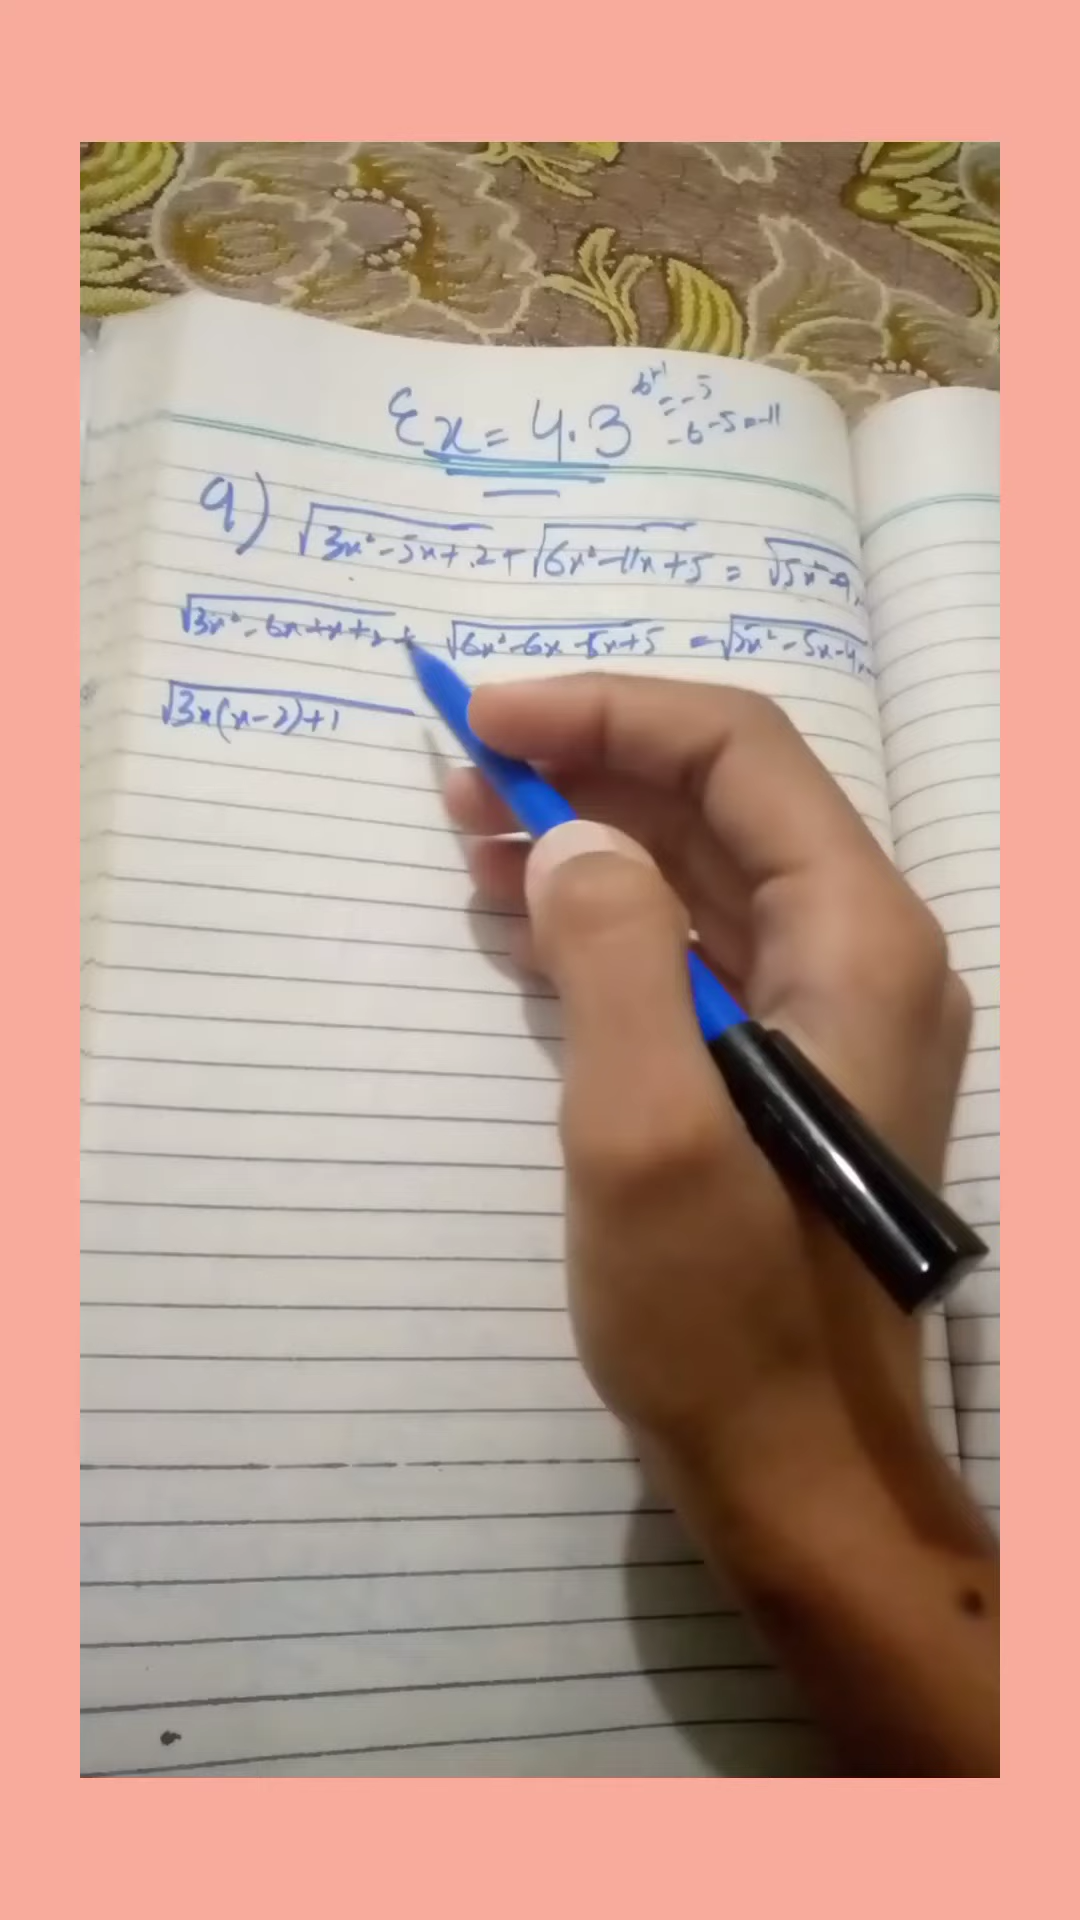 Ex = 4.3
6+1 = -5
-6-5=-11
9) √3x²-5x+2 + √6x²-11x+5 = √5x²-9
√3x²-6x+x+2 + √6x²-6x-5x+5 = √5x²-5x-4x
√3x(x-2)+1